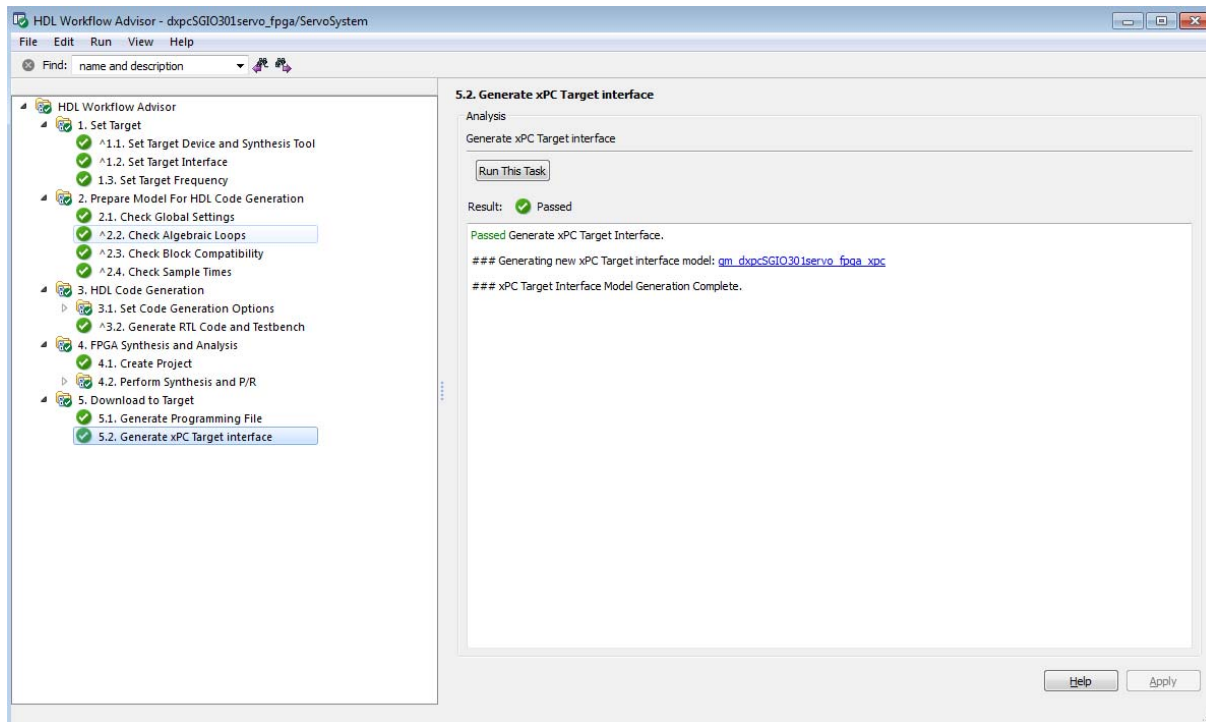 HDL Workflow Advisor - dxpcSGIO301servo_fpga/ServoSystem
File Edit Run View Help
Find: name and description
HDL Workflow Advisor
1. Set Target
^1.1. Set Target Device and Synthesis Tool
^1.2. Set Target Interface
1.3. Set Target Frequency
2. Prepare Model For HDL Code Generation
2.1. Check Global Settings
^2.2. Check Algebraic Loops
^2.3. Check Block Compatibility
^2.4. Check Sample Times
3. HDL Code Generation
3.1. Set Code Generation Options
^3.2. Generate RTL Code and Testbench
4. FPGA Synthesis and Analysis
4.1. Create Project
4.2. Perform Synthesis and P/R
5. Download to Target
5.1. Generate Programming File
5.2. Generate xPC Target interface
5.2. Generate xPC Target interface
Analysis
Generate xPC Target interface
Run This Task
Result: Passed
Passed Generate xPC Target Interface.
### Generating new xPC Target interface model: gm_dxpcSGIO301servo_fpga_xpc
### xPC Target Interface Model Generation Complete.
Help Apply